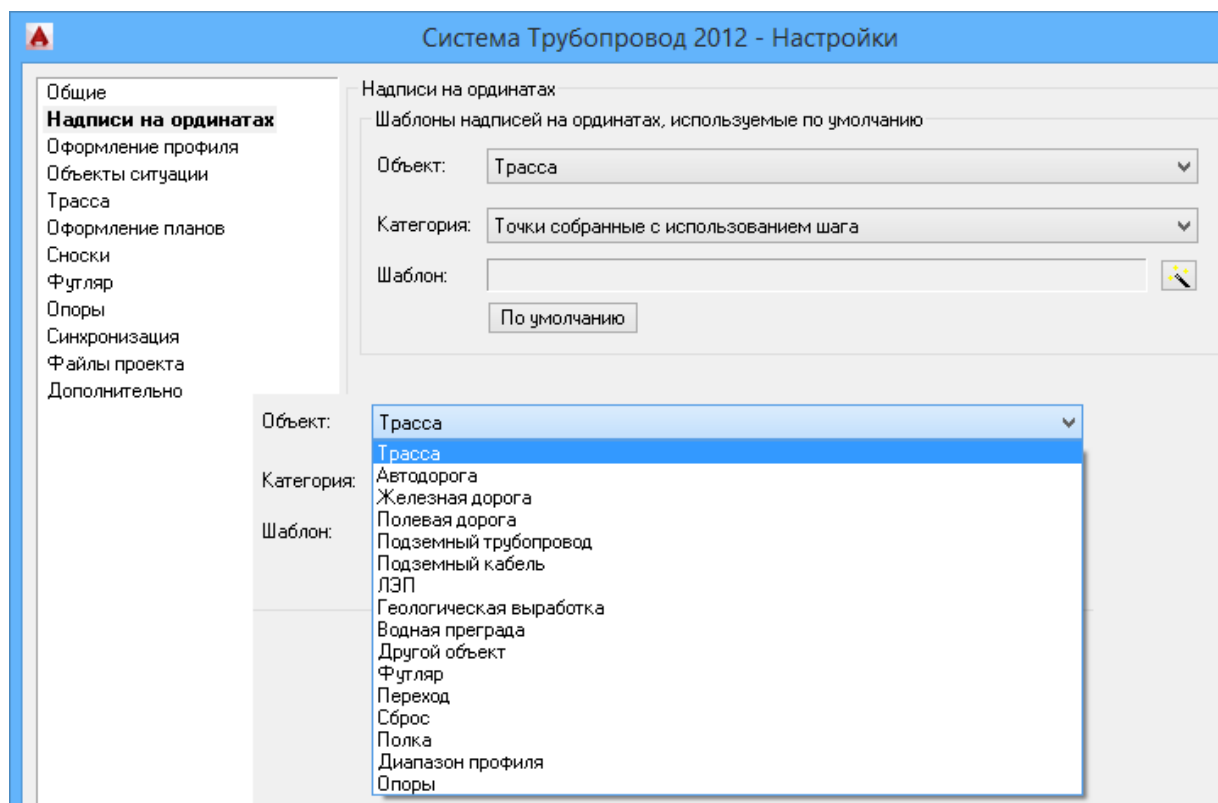 Система Трубопровод 2012 - Настройки
Общие
Надписи на ординатах
Оформление профиля
Объекты ситуации
Трасса
Оформление планов
Сноски
Футляр
Опоры
Синхронизация
Файлы проекта
Дополнительно
Надписи на ординатах
Шаблоны надписей на ординатах, используемые по умолчанию
Объект: Трасса
Категория: Точки собранные с использованием шага
Шаблон:
По умолчанию
Объект: Трасса
Категория:
Шаблон:
Трасса
Автодорога
Железная дорога
Полевая дорога
Подземный трубопровод
Подземный кабель
ЛЭП
Геологическая выработка
Водная преграда
Другой объект
Футляр
Переход
Сброс
Полка
Диапазон профиля
Опоры